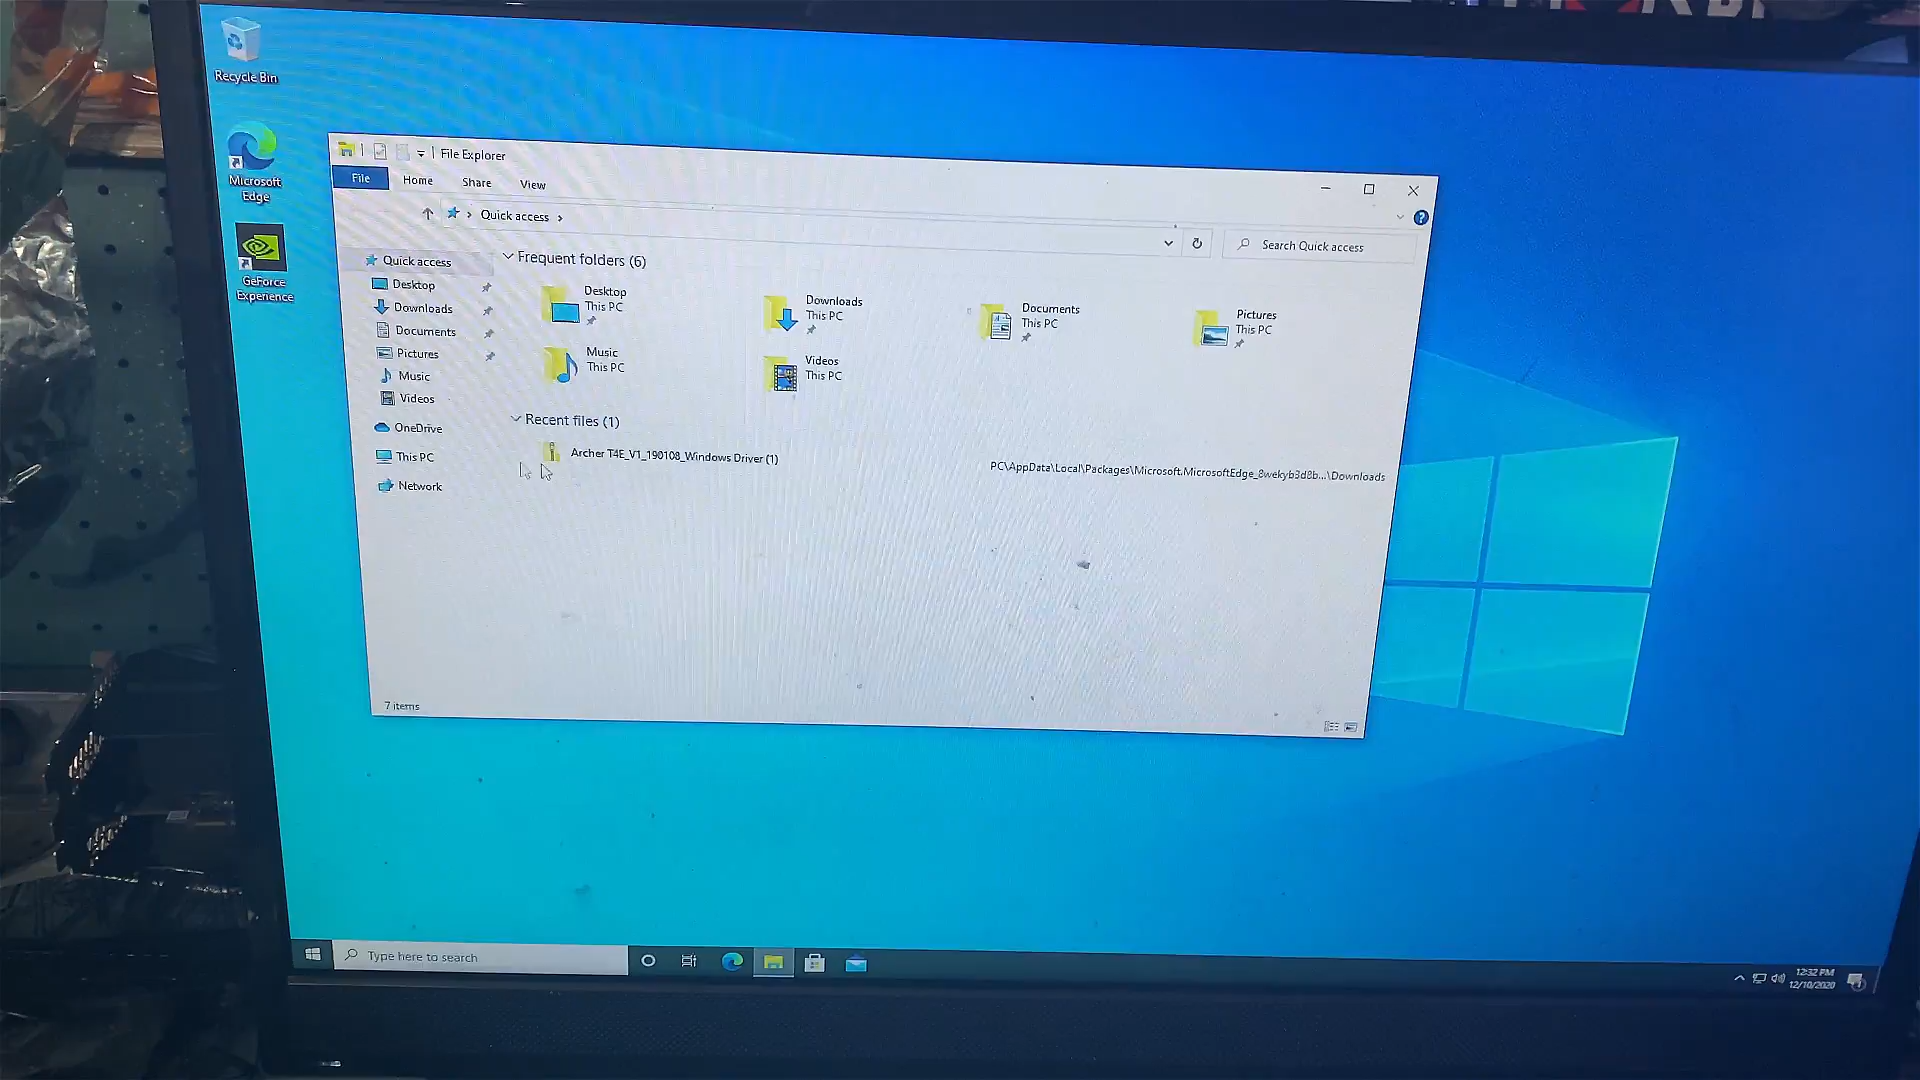 Recycle Bin
Microsoft
Edge
GeForce
Experience
File Explorer
File
Home
Share
View
Quick access
Search Quick access
Quick access
Desktop
Downloads
Documents
Pictures
Music
Videos
OneDrive
This PC
Network
Frequent folders (6)
Desktop
This PC
Downloads
This PC
Documents
This PC
Pictures
This PC
Music
This PC
Videos
This PC
Recent files (1)
Archer T4E_V1_190108_Windows Driver (1)
PC\AppData\Local\Packages\Microsoft.MicrosoftEdge_8wekyb3d8b...\Downloads
7 items
Type here to search
12:32 PM
12/10/2020